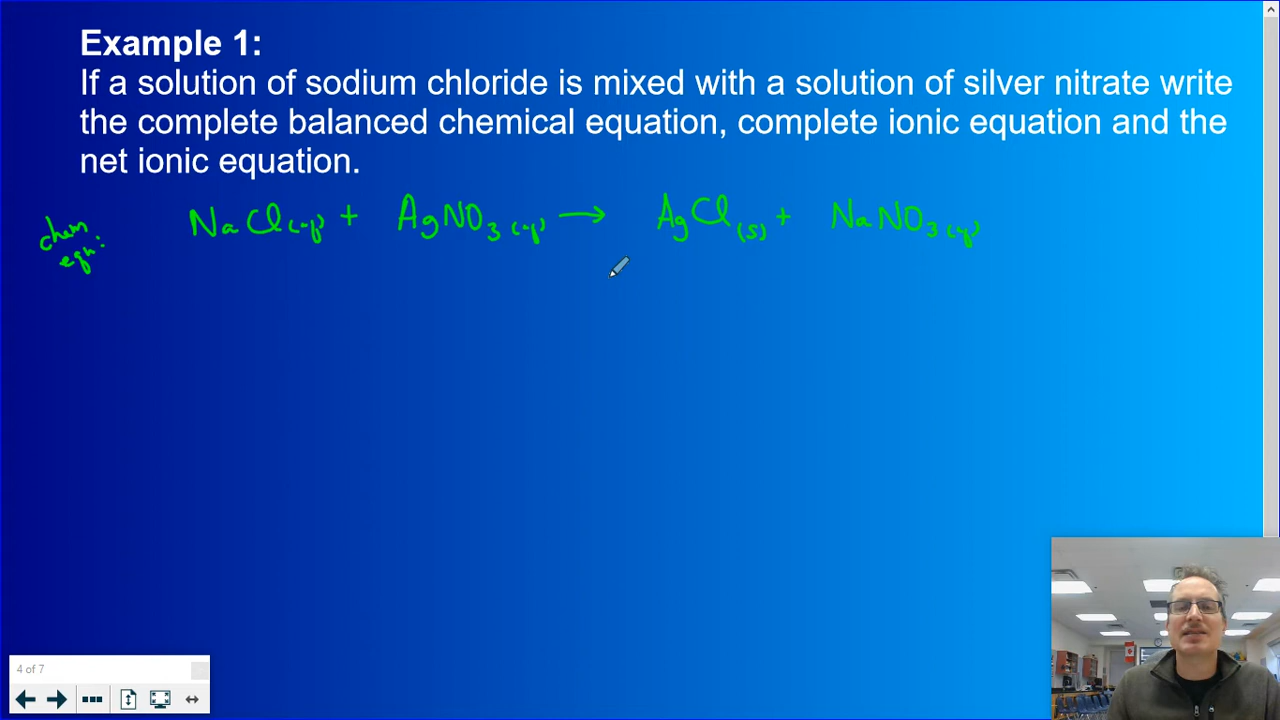 Example 1:
If a solution of sodium chloride is mixed with a solution of silver nitrate write
the complete balanced chemical equation, complete ionic equation and the
net ionic equation.
chem
eqn:
NaCl(aq) + AgNO₃(aq) → AgCl(s) + NaNO₃(aq)
4 of 7